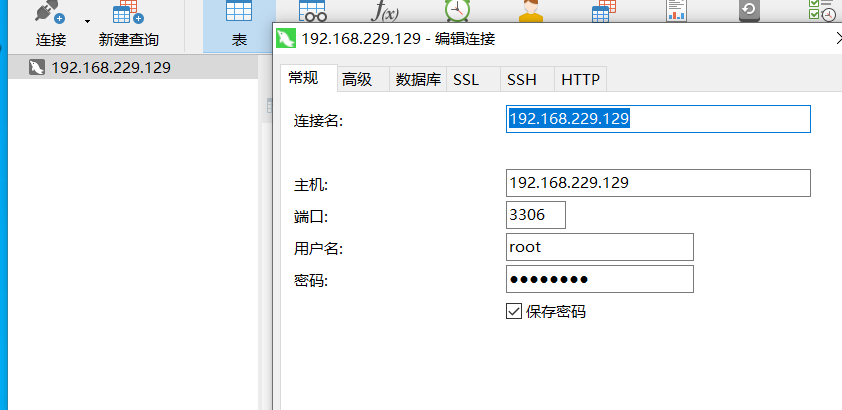 f(x)
连接 新建查询 表
192.168.229.129 - 编辑连接
192.168.229.129
常规 高级 数据库 SSL SSH HTTP
连接名: 192.168.229.129
主机: 192.168.229.129
端口: 3306
用户名: root
密码: ●●●●●●●●
保存密码